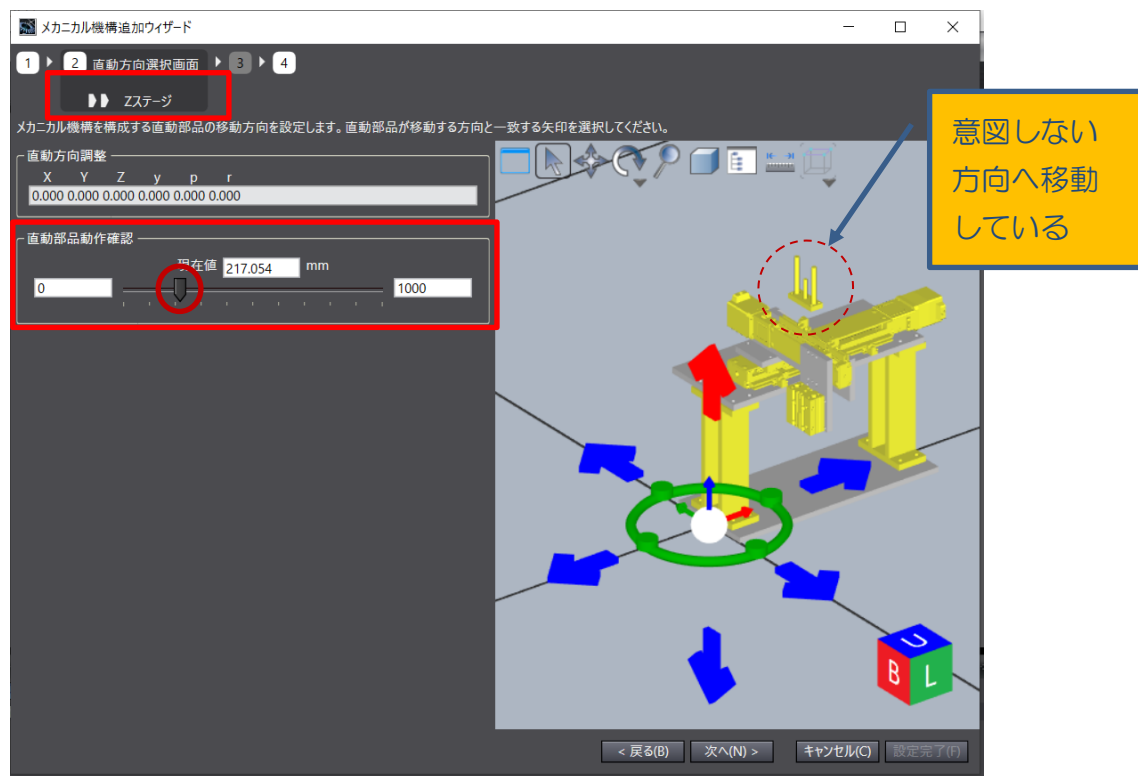 メカニカル機構追加ウィザード
1 2 直動方向選択画面 3 4
Zステージ
メカニカル機構を構成する直動部品の移動方向を設定します。直動部品が移動する方向と一致する矢印を選択してください。
直動方向調整
X Y Z y p r
0.000 0.000 0.000 0.000 0.000 0.000
直動部品動作確認
現在値 217.054 mm
0 1000
意図しない
方向へ移動
している
U
B L
< 戻る(B) 次へ(N) > キャンセル(C) 設定完了(F)